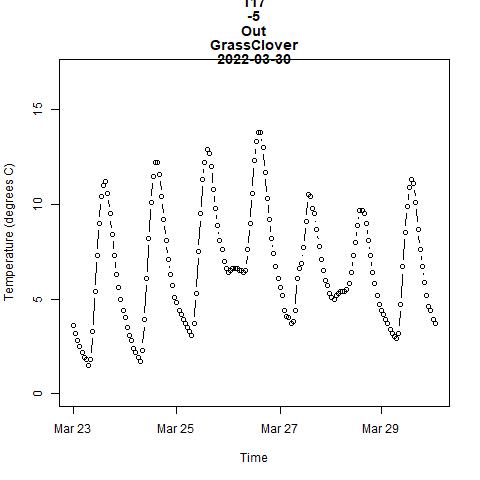 117
-5
Out
GrassClover
2022-03-30
15
10
5
0
Temperature (degrees C)
Mar 23
Mar 25
Mar 27
Mar 29
Time